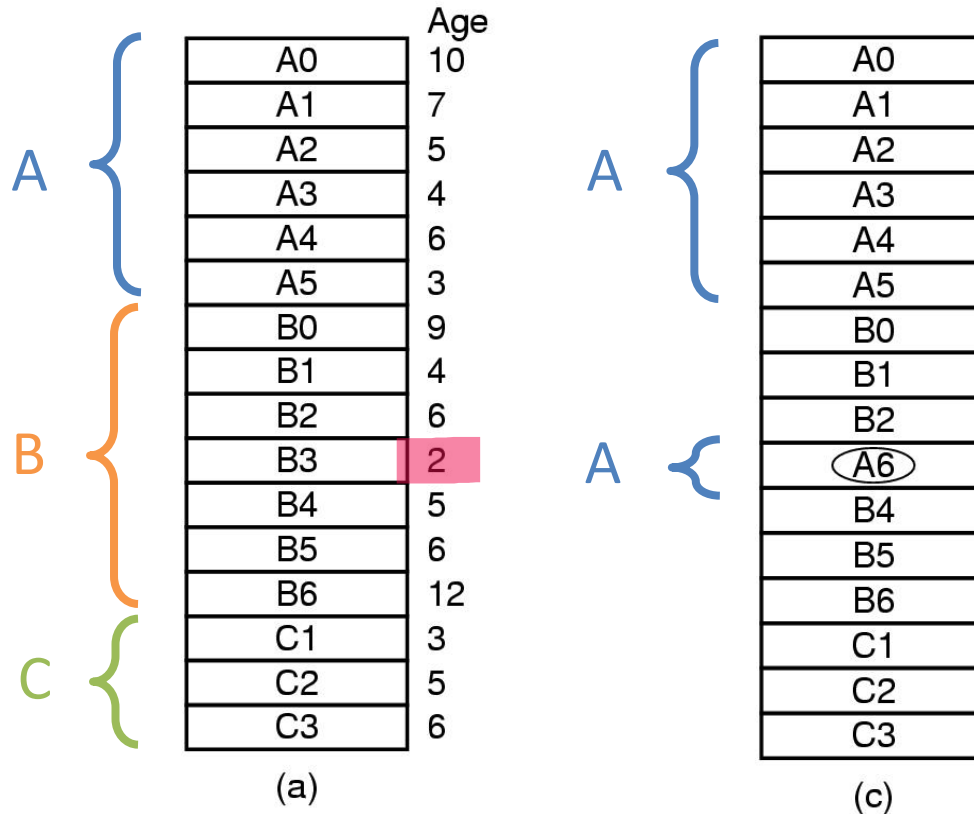 Age
A0 10
A1 7
A2 5
A A3 4
A4 6
A5 3
B0 9
B1 4
B2 6
B B3 2
B4 5
B5 6
B6 12
C1 3
C C2 5
C3 6
(a)
A0
A1
A2
A A3
A4
A5
B0
B1
B2
A A6
B4
B5
B6
C1
C2
C3
(c)